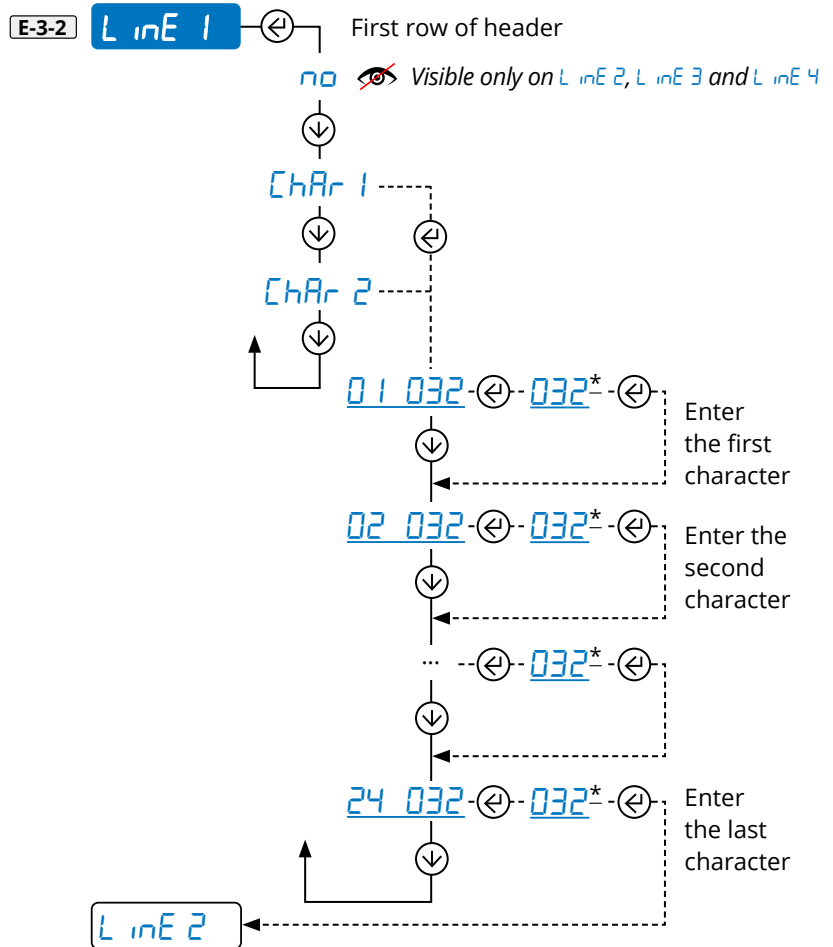 E-3-2 LinE 1 First row of header
no Visible only on LinE 2, LinE 3 and LinE 4
ChAr 1
ChAr 2
01 032 032*
Enter
the first
character
02 032 032*
Enter the
second
character
... 032*
24 032 032*
Enter
the last
character
LinE 2